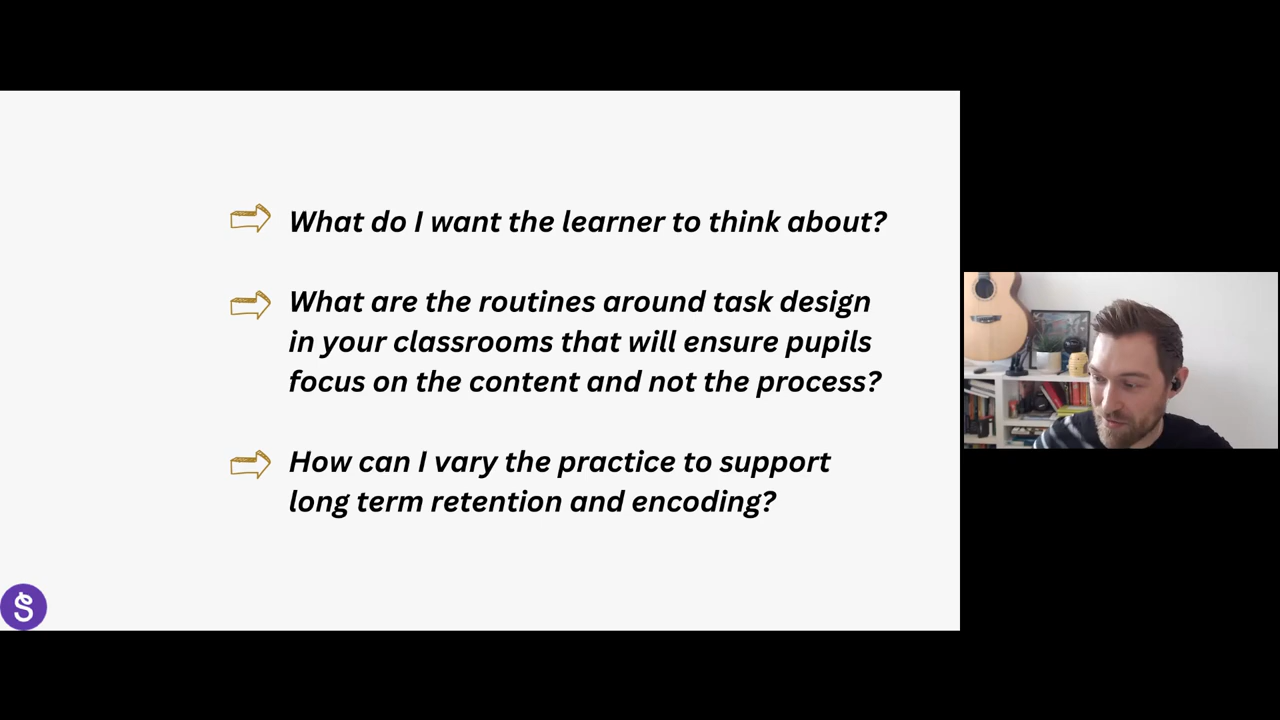 What do I want the learner to think about?
What are the routines around task design
in your classrooms that will ensure pupils
focus on the content and not the process?
How can I vary the practice to support
long term retention and encoding?
S